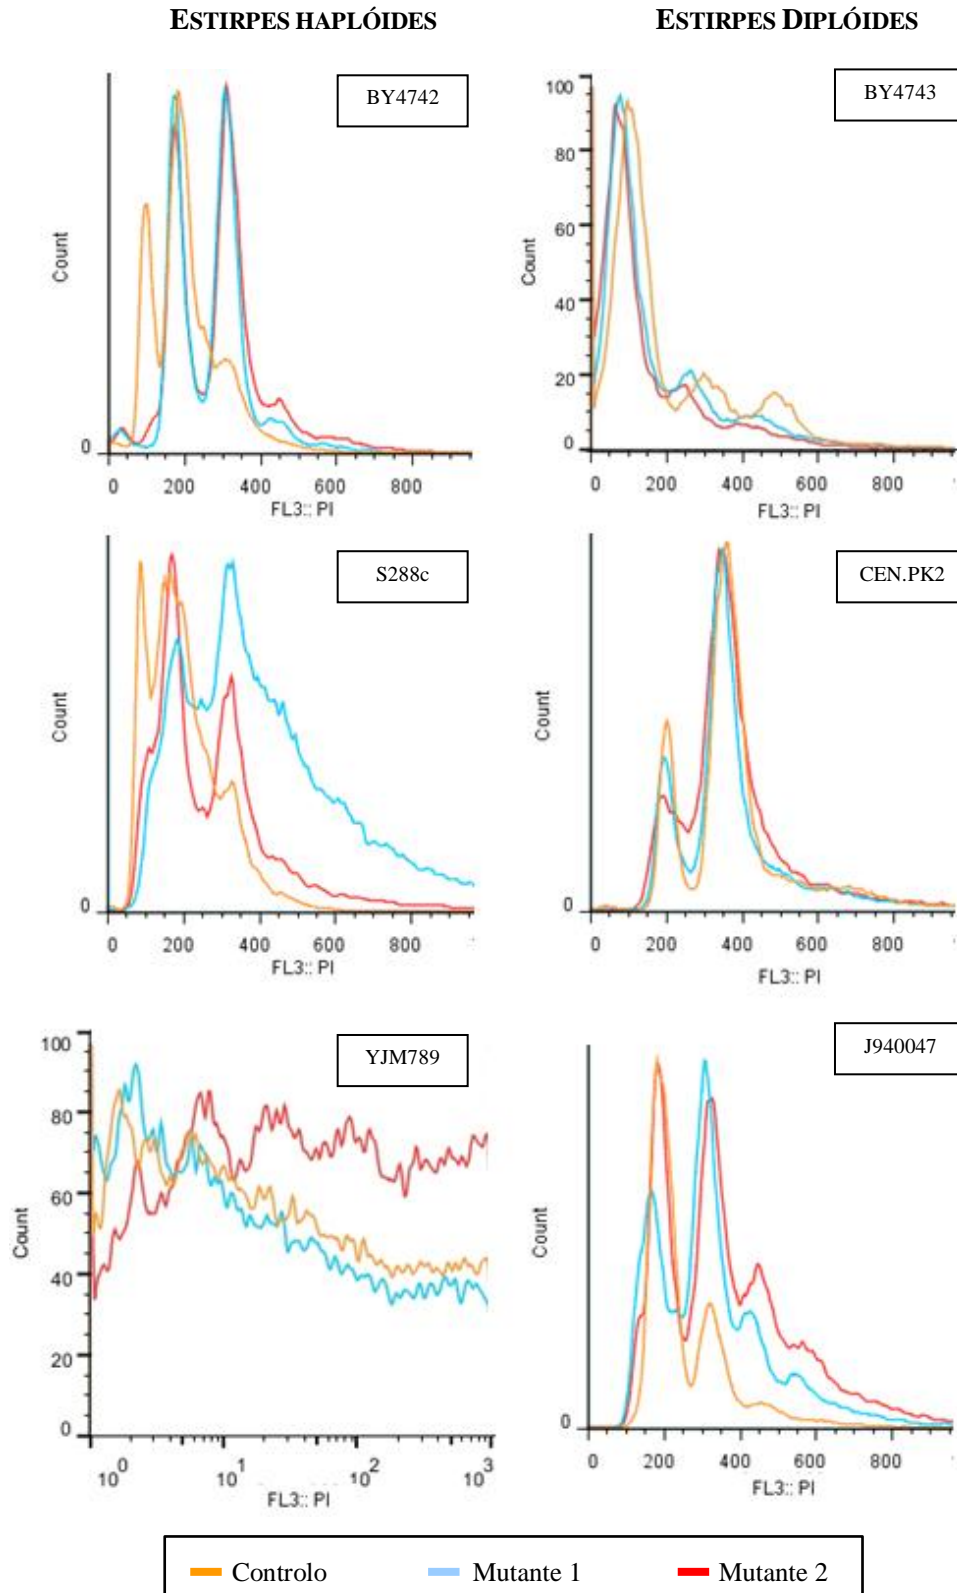 ESTIRPES HAPLÓIDES
ESTIRPES DIPLÓIDES
BY4742
Count
0
0 200 400 600 800
FL3:: PI
BY4743
Count
100
80
60
40
20
0
0 200 400 600 800
FL3:: PI
S288c
Count
0
0 200 400 600 800
FL3:: PI
CEN.PK2
Count
0
0 200 400 600 800
FL3:: PI
YJM789
Count
100
80
60
40
20
0
10^0 10^1 10^2 10^3
FL3:: PI
J940047
Count
0
0 200 400 600 800
FL3:: PI
Controlo Mutante 1 Mutante 2